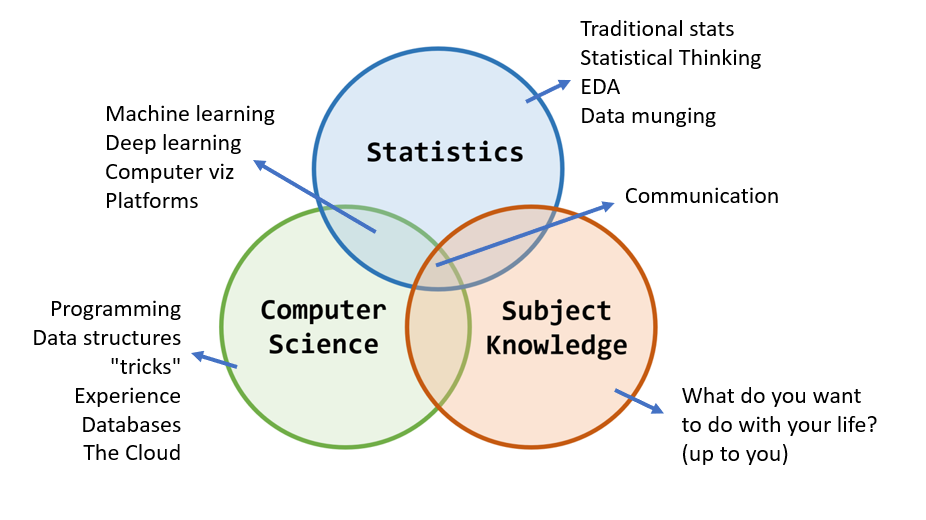 Traditional stats
Statistical Thinking
EDA
Data munging
Machine learning
Deep learning
Computer viz
Platforms
Statistics
Communication
Computer
Science
Subject
Knowledge
Programming
Data structures
"tricks"
Experience
Databases
The Cloud
What do you want
to do with your life?
(up to you)